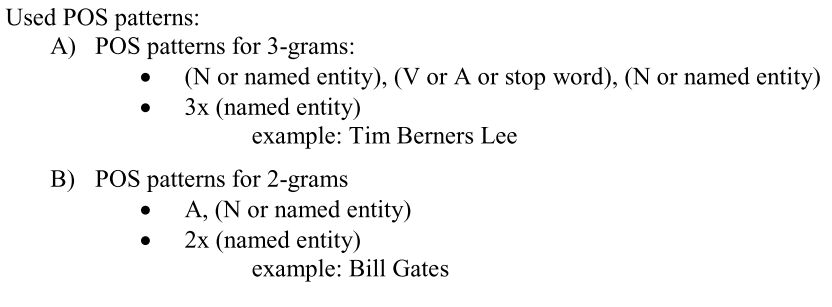 Used POS patterns:
A) POS patterns for 3-grams:
• (N or named entity), (V or A or stop word), (N or named entity)
• 3x (named entity)
example: Tim Berners Lee
B) POS patterns for 2-grams
• A, (N or named entity)
• 2x (named entity)
example: Bill Gates